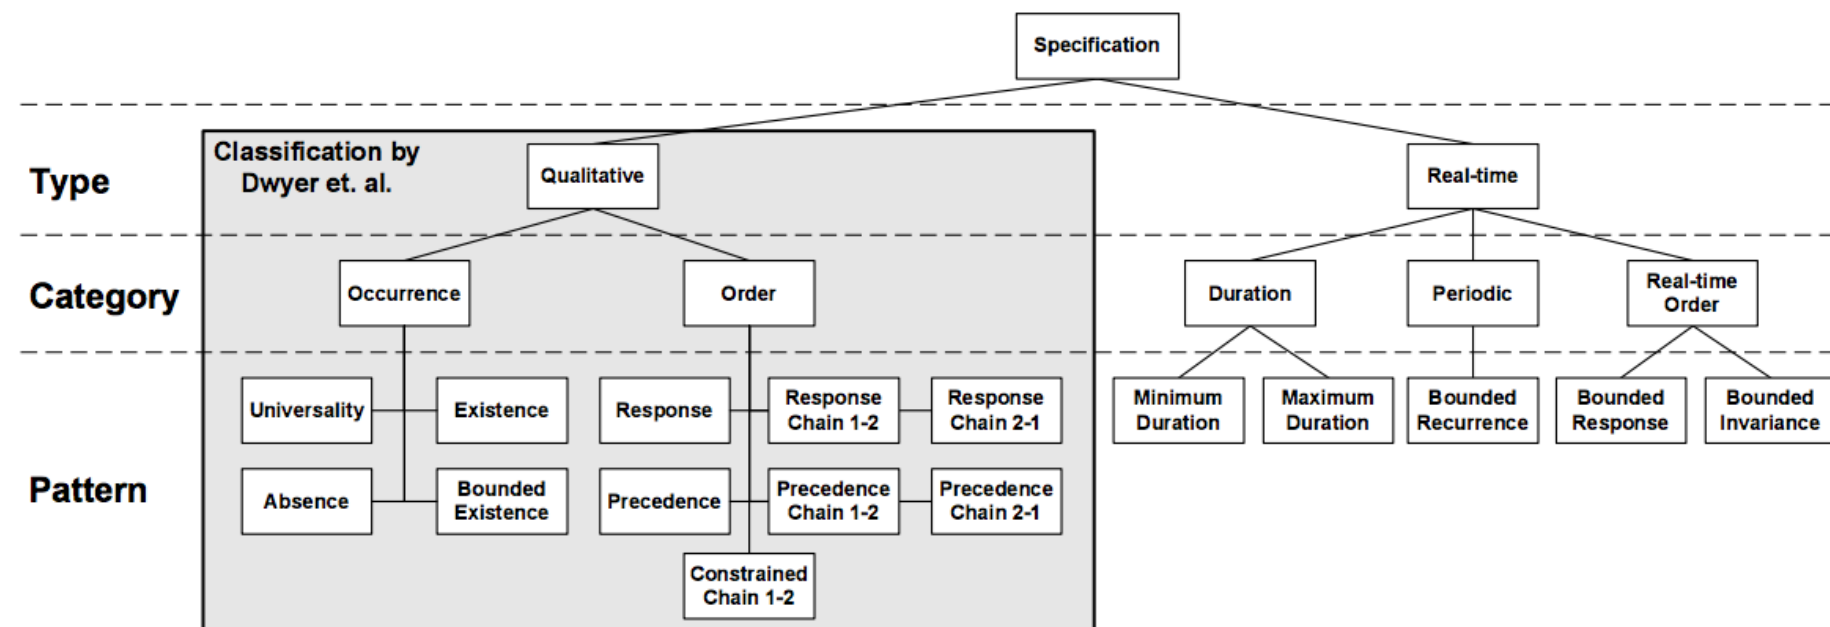 Specification
Type
Classification by
Dwyer et. al.
Qualitative
Real-time
Category
Occurrence
Order
Duration
Periodic
Real-time
Order
Pattern
Universality
Existence
Response
Response
Chain 1-2
Response
Chain 2-1
Minimum
Duration
Maximum
Duration
Bounded
Recurrence
Bounded
Response
Bounded
Invariance
Absence
Bounded
Existence
Precedence
Precedence
Chain 1-2
Precedence
Chain 2-1
Constrained
Chain 1-2